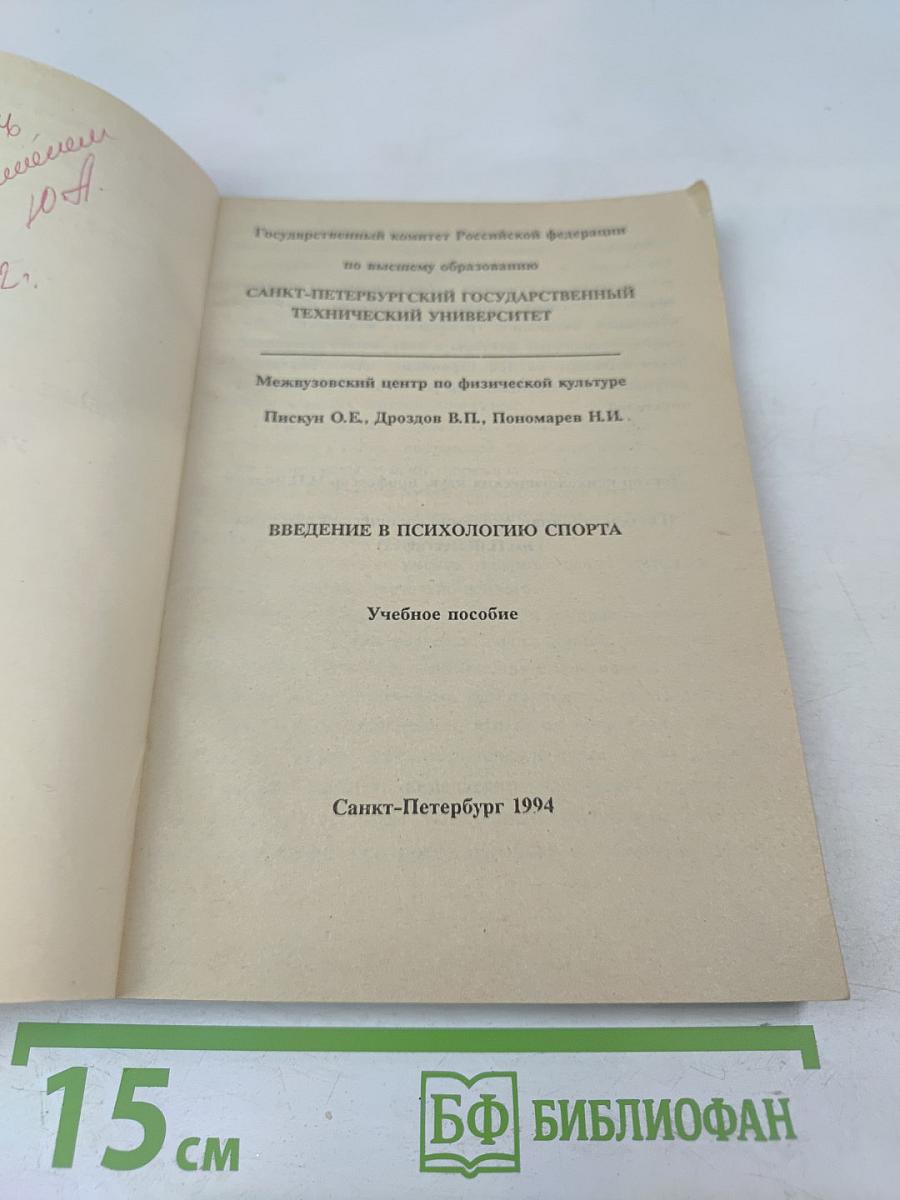 Ю А.
2 г.
Государственный комитет Российской федерации
по высшему образованию
САНКТ-ПЕТЕРБУРГСКИЙ ГОСУДАРСТВЕННЫЙ
ТЕХНИЧЕСКИЙ УНИВЕРСИТЕТ
Межвузовский центр по физической культуре
Пискун О.Е., Дроздов В.П., Пономарев Н.И.
ВВЕДЕНИЕ В ПСИХОЛОГИЮ СПОРТА
Учебное пособие
Санкт-Петербург 1994
15 см
БФ БИБЛИОФАН